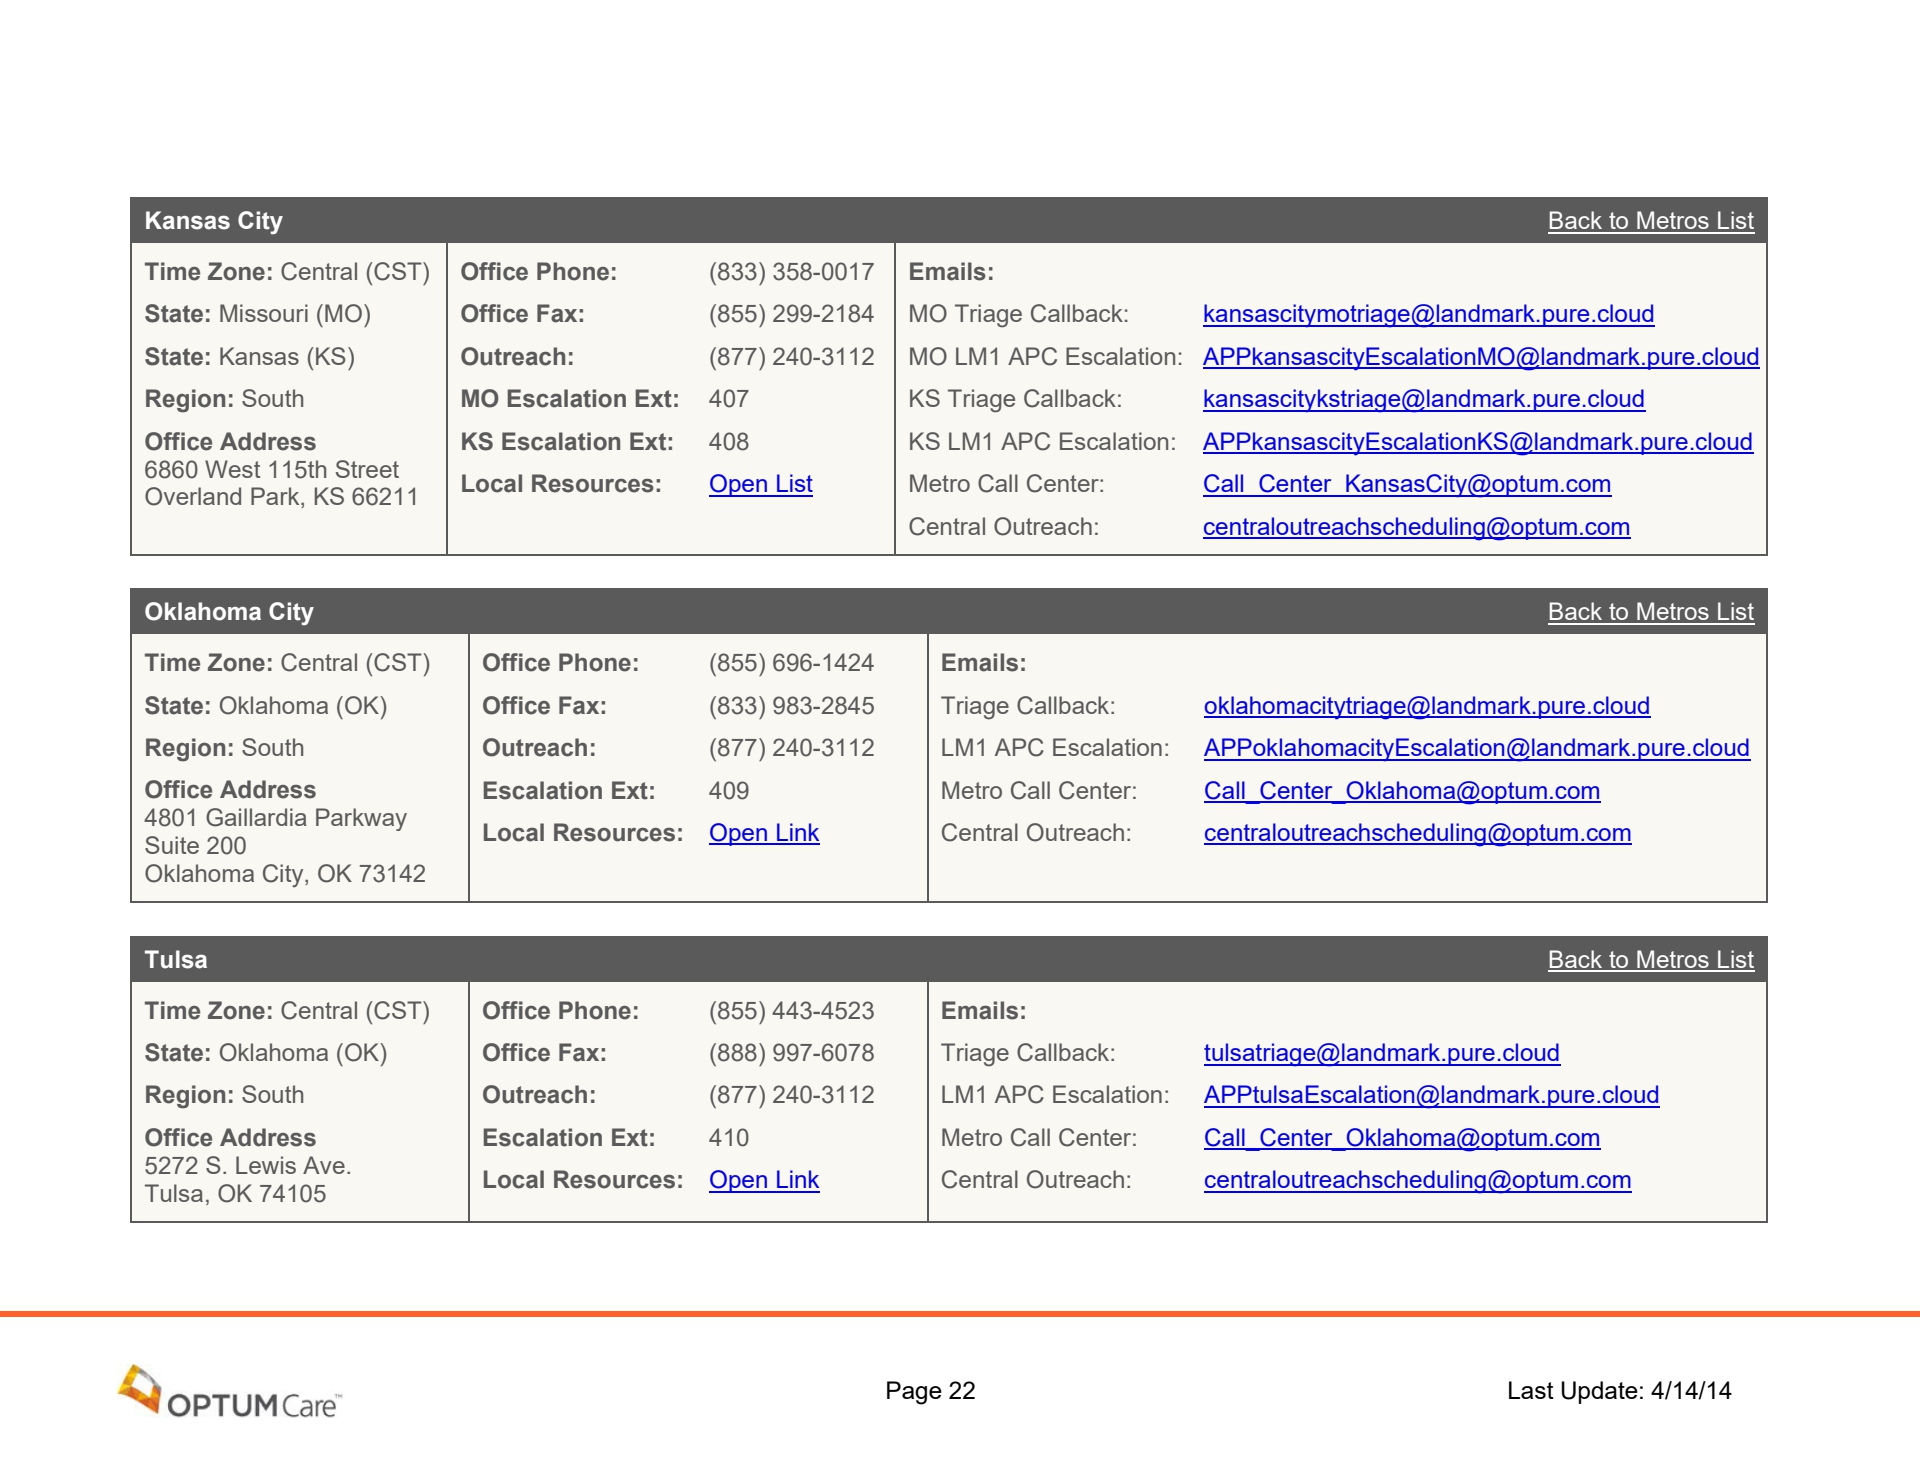 Kansas City Back to Metros List
Time Zone: Central (CST) Office Phone: (833) 358-0017 Emails:
State: Missouri (MO) Office Fax: (855) 299-2184 MO Triage Callback: kansascitymotriage@landmark.pure.cloud
State: Kansas (KS) Outreach: (877) 240-3112 MO LM1 APC Escalation: APPkansascityEscalationMO@landmark.pure.cloud
Region: South MO Escalation Ext: 407 KS Triage Callback: kansascitykstriage@landmark.pure.cloud
Office Address KS Escalation Ext: 408 KS LM1 APC Escalation: APPkansascityEscalationKS@landmark.pure.cloud
6860 West 115th Street
Overland Park, KS 66211
Local Resources: Open List Metro Call Center: Call_Center_KansasCity@optum.com
Central Outreach: centraloutreachscheduling@optum.com
Oklahoma City Back to Metros List
Time Zone: Central (CST) Office Phone: (855) 696-1424 Emails:
State: Oklahoma (OK) Office Fax: (833) 983-2845 Triage Callback: oklahomacitytriage@landmark.pure.cloud
Region: South Outreach: (877) 240-3112 LM1 APC Escalation: APPoklahomacityEscalation@landmark.pure.cloud
Office Address Escalation Ext: 409 Metro Call Center: Call_Center_Oklahoma@optum.com
4801 Gaillardia Parkway
Suite 200
Oklahoma City, OK 73142
Local Resources: Open Link Central Outreach: centraloutreachscheduling@optum.com
Tulsa Back to Metros List
Time Zone: Central (CST) Office Phone: (855) 443-4523 Emails:
State: Oklahoma (OK) Office Fax: (888) 997-6078 Triage Callback: tulsatriage@landmark.pure.cloud
Region: South Outreach: (877) 240-3112 LM1 APC Escalation: APPtulsaEscalation@landmark.pure.cloud
Office Address Escalation Ext: 410 Metro Call Center: Call_Center_Oklahoma@optum.com
5272 S. Lewis Ave.
Tulsa, OK 74105
Local Resources: Open Link Central Outreach: centraloutreachscheduling@optum.com
OPTUM Care™ Page 22 Last Update: 4/14/14